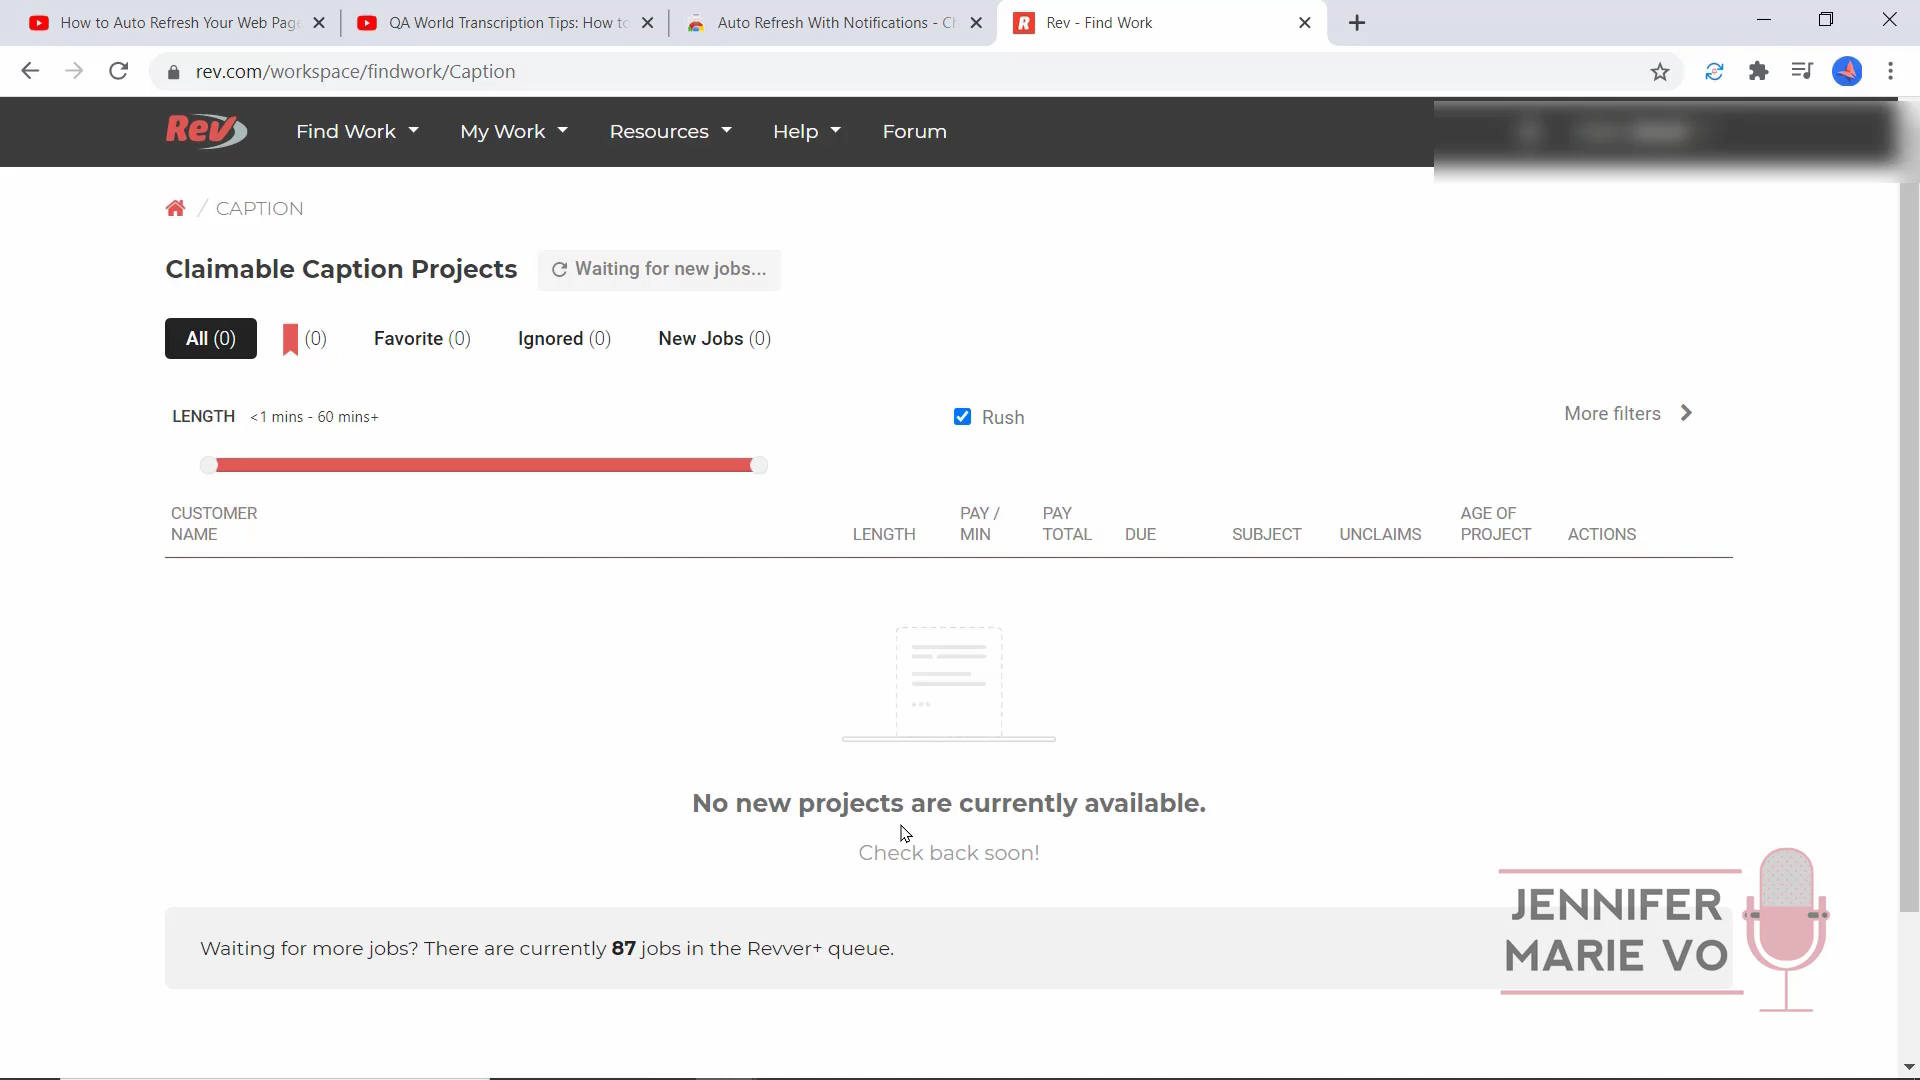 How to Auto Refresh Your Web Pag
QA World Transcription Tips: How to
Auto Refresh With Notifications - Ch
Rev - Find Work
rev.com/workspace/findwork/Caption
Rev
Find Work
My Work
Resources
Help
Forum
/ CAPTION
Claimable Caption Projects
Waiting for new jobs...
All (0)
(0)
Favorite (0)
Ignored (0)
New Jobs (0)
LENGTH <1 mins - 60 mins+
Rush
More filters
CUSTOMER
NAME
LENGTH
PAY /
MIN
PAY
TOTAL
DUE
SUBJECT
UNCLAIMS
AGE OF
PROJECT
ACTIONS
No new projects are currently available.
Check back soon!
Waiting for more jobs? There are currently 87 jobs in the Revver+ queue.
JENNIFER
MARIE VO